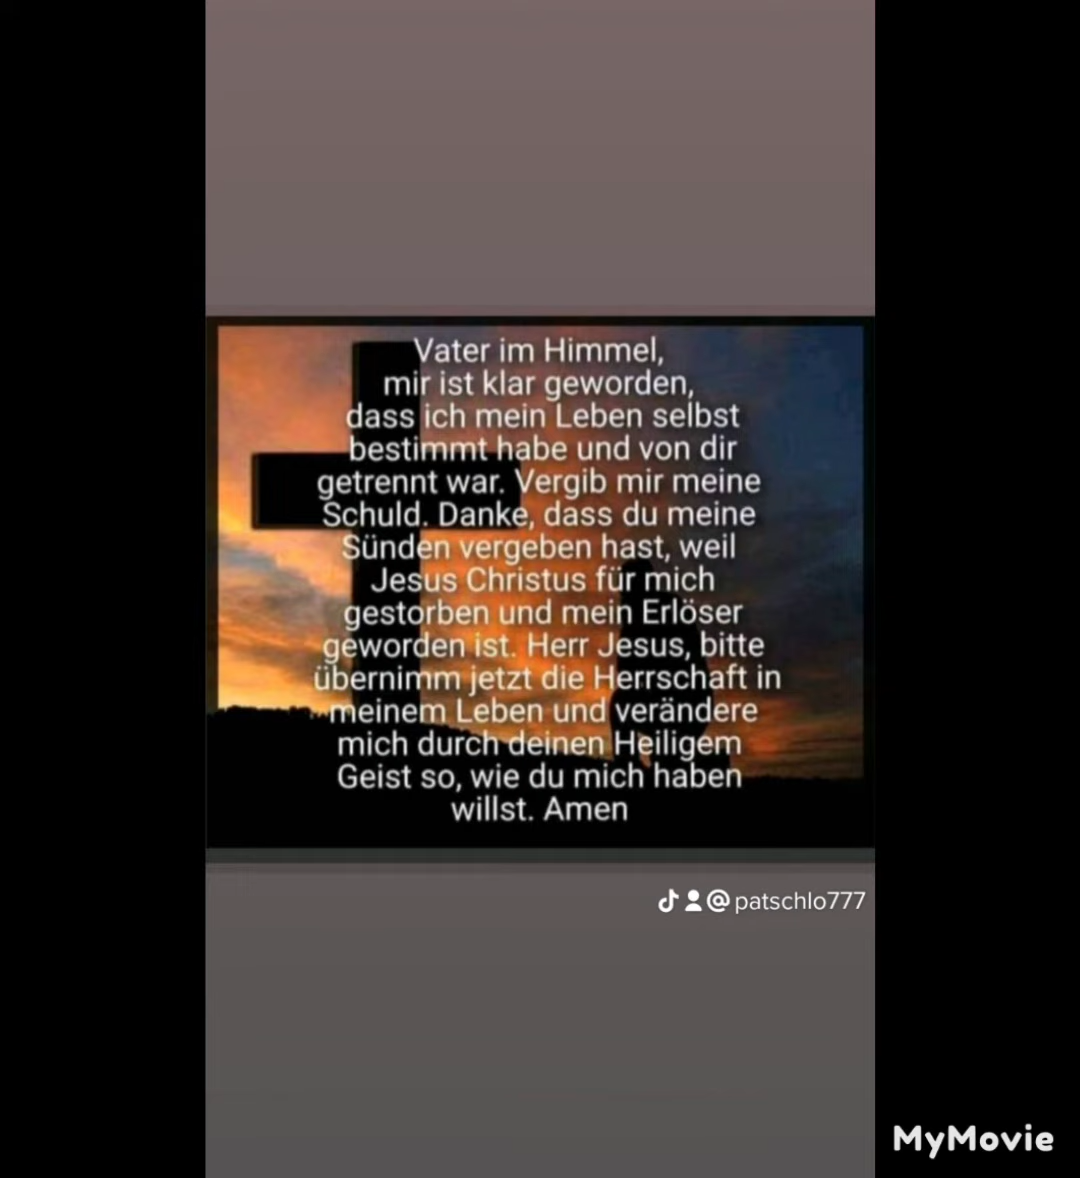 Vater im Himmel,
mir ist klar geworden,
dass ich mein Leben selbst
bestimmt habe und von dir
getrennt war. Vergib mir meine
Schuld. Danke, dass du meine
Sünden vergeben hast, weil
Jesus Christus für mich
gestorben und mein Erlöser
geworden ist. Herr Jesus, bitte
übernimm jetzt die Herrschaft in
meinem Leben und verändere
mich durch deinen Heiligem
Geist so, wie du mich haben
willst. Amen
@patschlo777
MyMovie